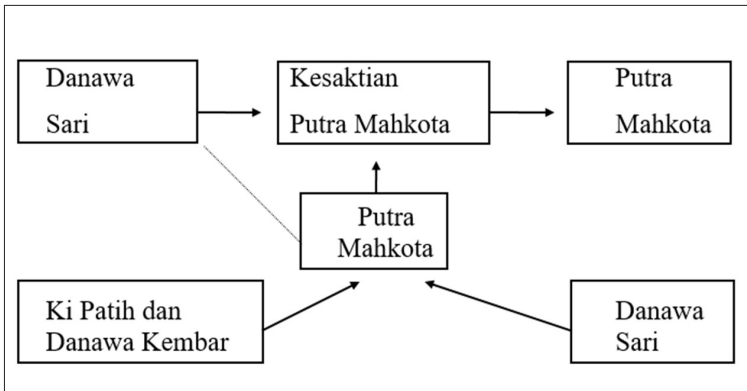 Danawa
Sari
Kesaktian
Putra Mahkota
Putra
Mahkota
Putra
Mahkota
Ki Patih dan
Danawa Kembar
Danawa
Sari